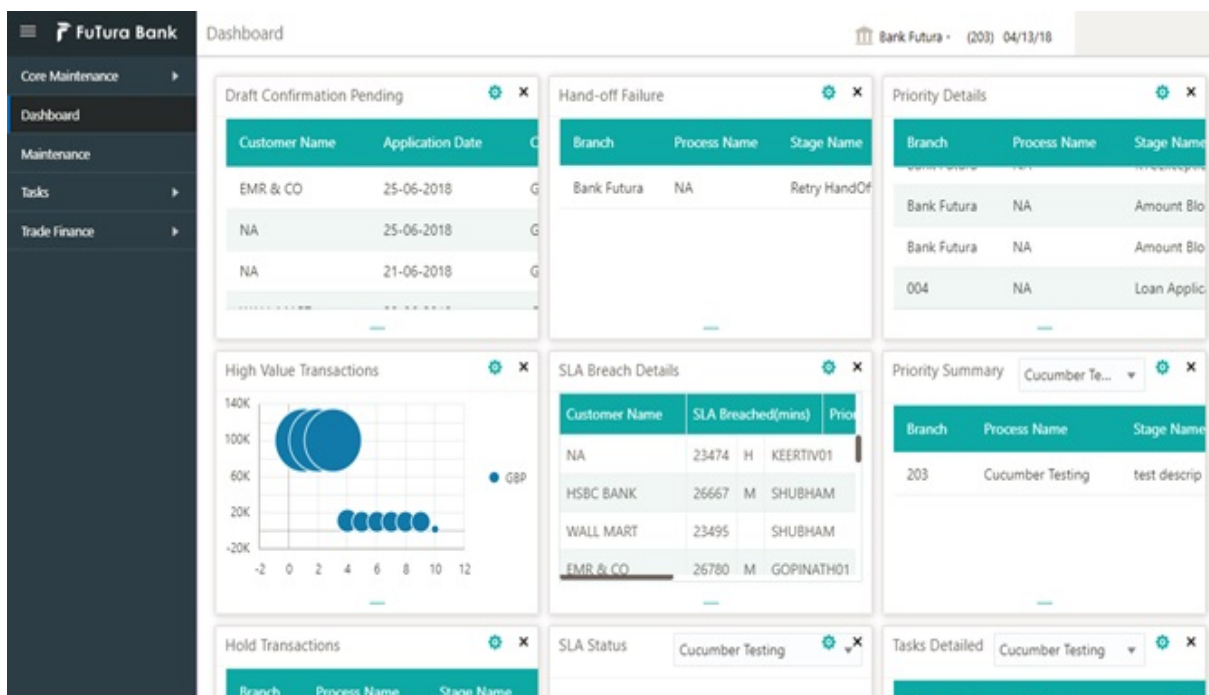 FuTura Bank
Dashboard
Bank Futura
(203) 04/13/18
Core Maintenance
Dashboard
Maintenance
Tasks
Trade Finance
Draft Confirmation Pending
Customer Name Application Date
EMR & CO 25-06-2018 G
NA 25-06-2018 G
NA 21-06-2018 G
Hand-off Failure
Branch Process Name Stage Name
Bank Futura NA Retry HandOf
Priority Details
Branch Process Name Stage Name
Bank Futura NA Amount Blo
Bank Futura NA Amount Blo
004 NA Loan Applic
High Value Transactions
140K
100K
60K
20K
-20K
-2 0 2 4 6 8 10 12
GBP
SLA Breach Details
Customer Name SLA Breached(mins) Prior
NA 23474 H KEERTIV01
HSBC BANK 26667 M SHUBHAM
WALL MART 23495 SHUBHAM
EMR & CO 26780 M GOPINATH01
Priority Summary Cucumber Te...
Branch Process Name Stage Name
203 Cucumber Testing test descrip
Hold Transactions
Branch Process Name Stage Name
SLA Status Cucumber Testing
Tasks Detailed Cucumber Testing